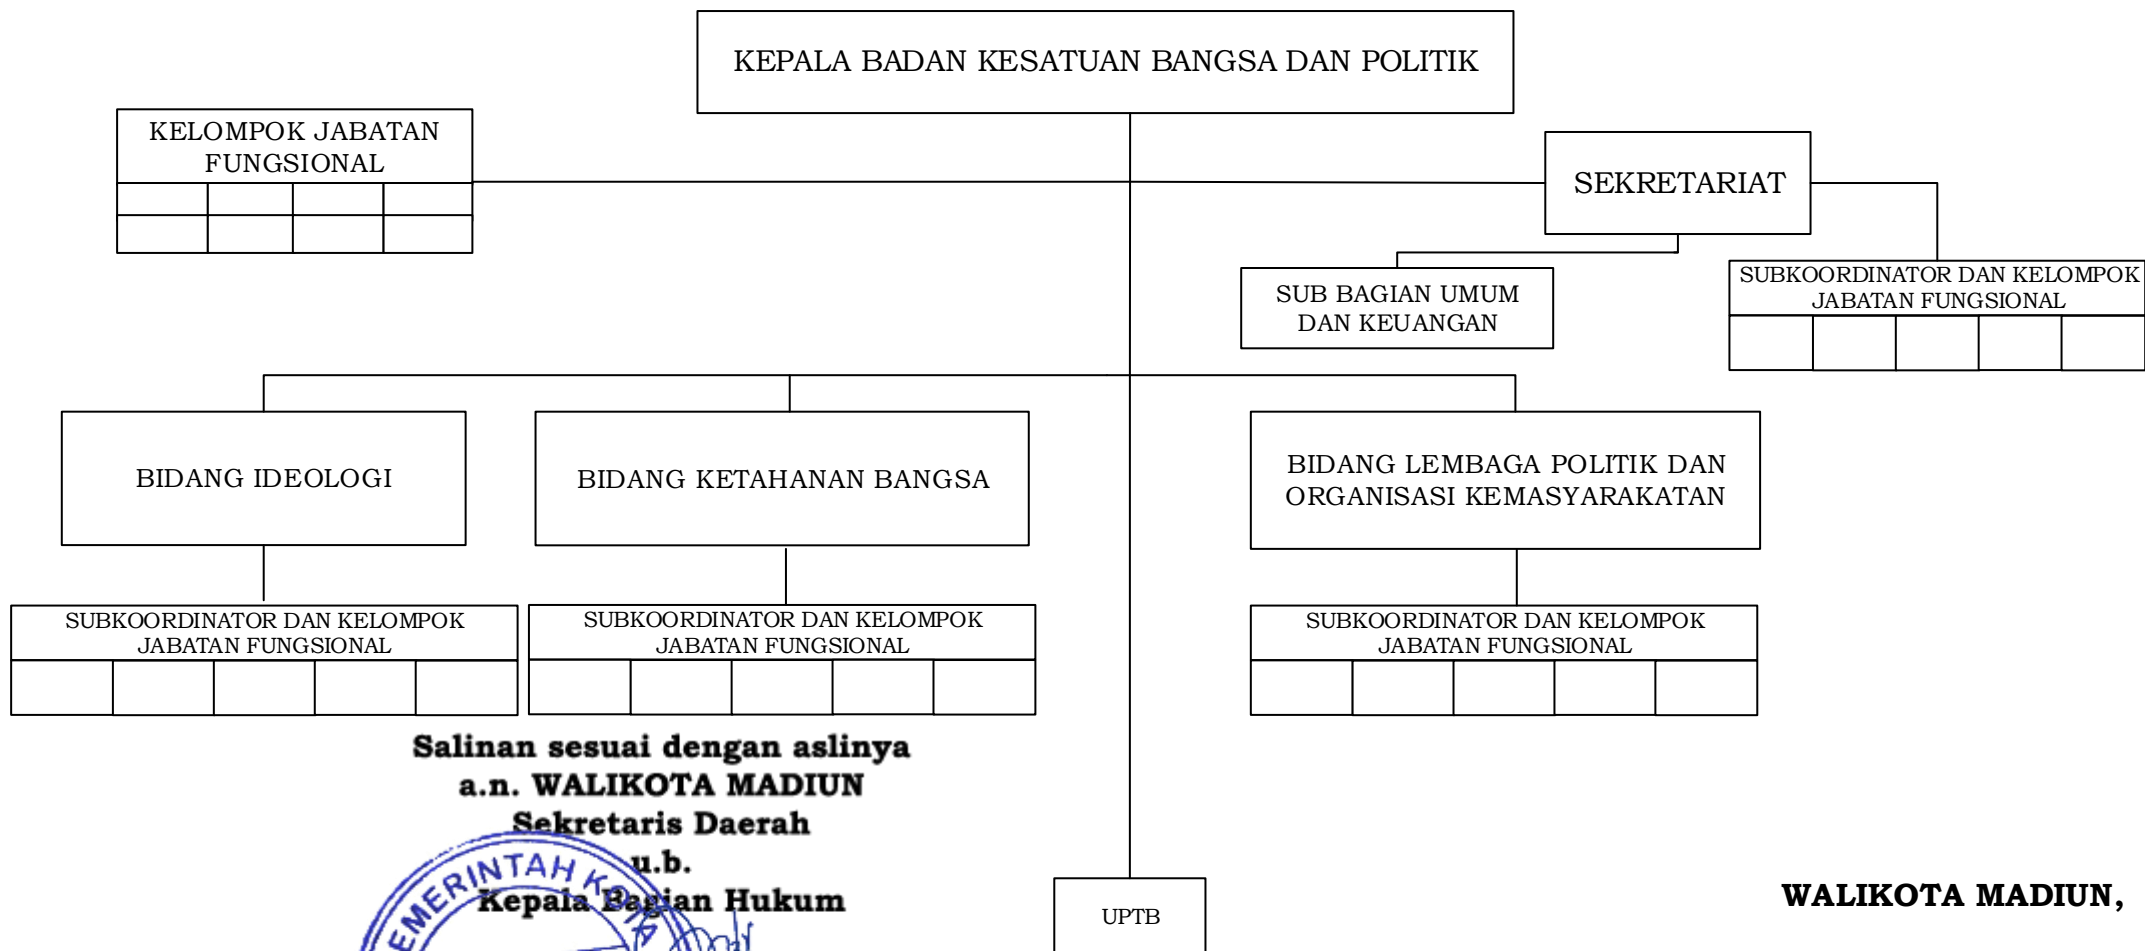 KEPALA BADAN KESATUAN BANGSA DAN POLITIK
KELOMPOK JABATAN
FUNGSIONAL
SEKRETARIAT
SUB BAGIAN UMUM
DAN KEUANGAN
SUBKOORDINATOR DAN KELOMPOK
JABATAN FUNGSIONAL
BIDANG IDEOLOGI
BIDANG KETAHANAN BANGSA
BIDANG LEMBAGA POLITIK DAN
ORGANISASI KEMASYARAKATAN
SUBKOORDINATOR DAN KELOMPOK
JABATAN FUNGSIONAL
SUBKOORDINATOR DAN KELOMPOK
JABATAN FUNGSIONAL
SUBKOORDINATOR DAN KELOMPOK
JABATAN FUNGSIONAL
Salinan sesuai dengan aslinya
a.n. WALIKOTA MADIUN
Sekretaris Daerah
u.b.
Kepala Bagian Hukum
EMERINTAH KOTA
UPTB
WALIKOTA MADIUN,